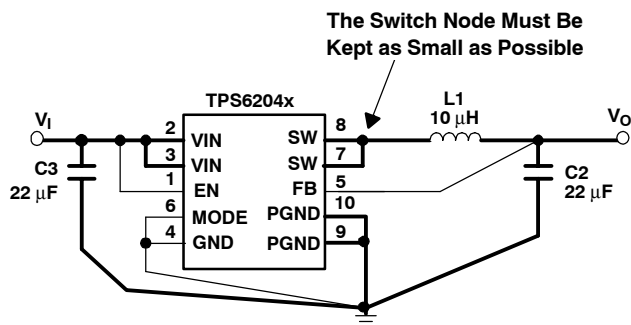 The Switch Node Must Be
Kept as Small as Possible
TPS6204x
L1
10 μH
VI
VO
2 VIN SW 8
3 VIN SW 7
1 EN FB 5
6 MODE PGND 10
4 GND PGND 9
C3
22 μF
C2
22 μF